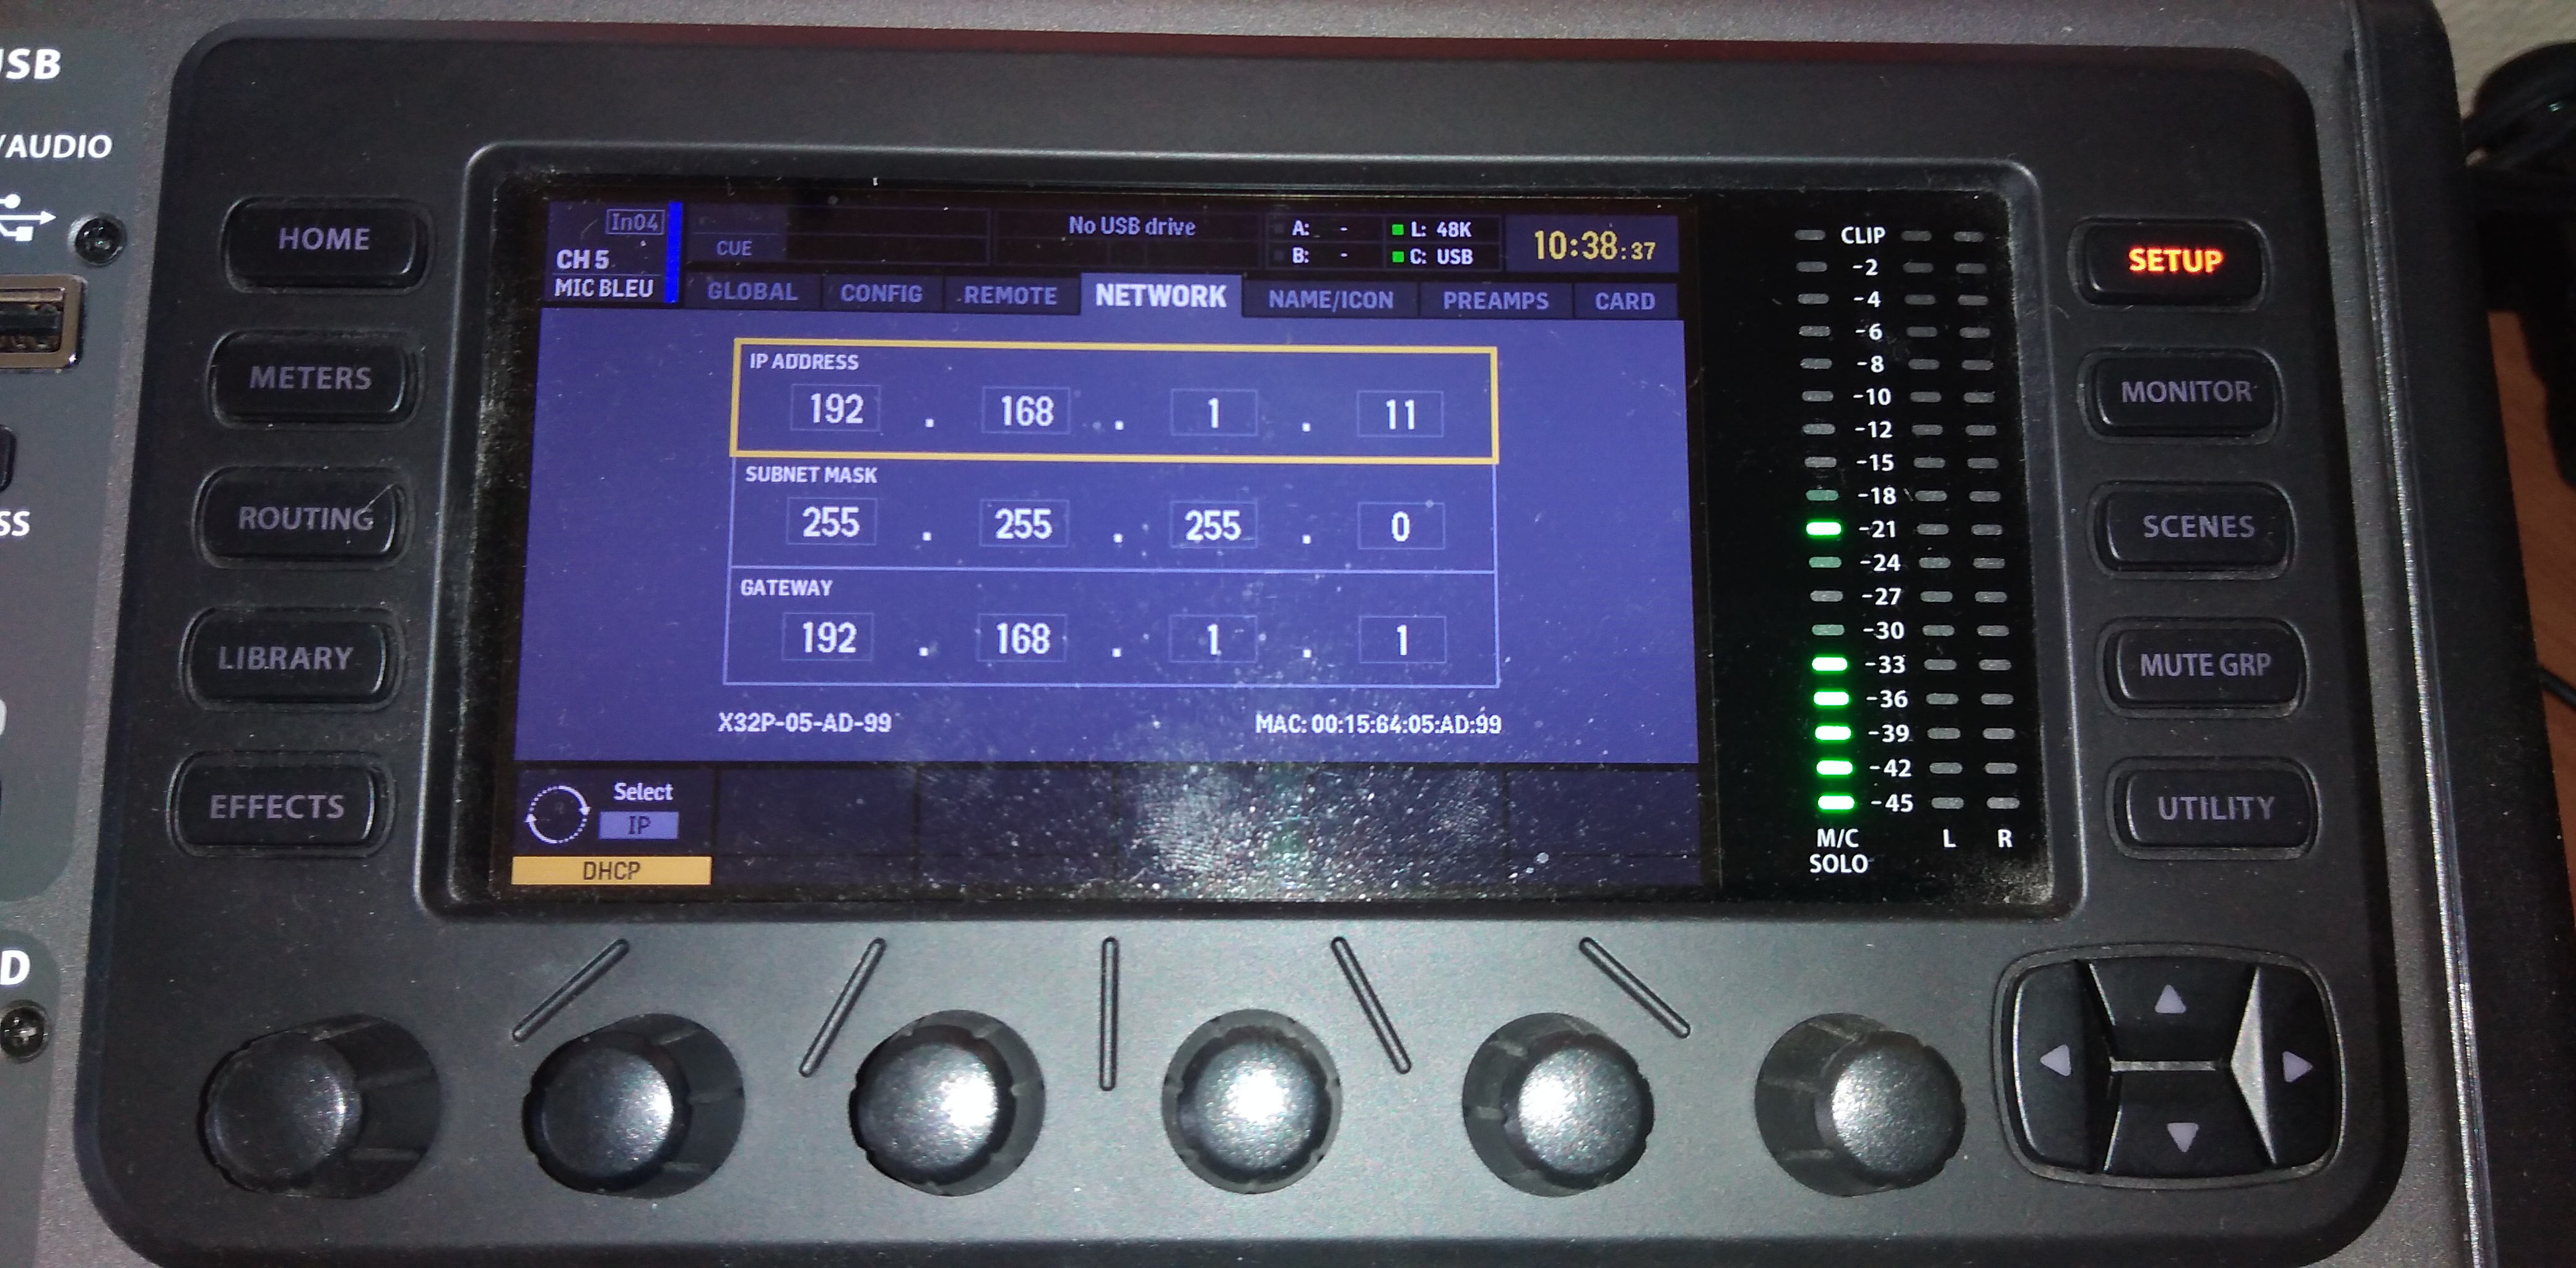 USB
/AUDIO
SS
D
HOME
METERS
ROUTING
LIBRARY
EFFECTS
In04
CH 5
MIC BLEU
CUE
No USB drive
A: -
B: -
L: 48K
C: USB
10:38:37
GLOBAL CONFIG REMOTE NETWORK NAME/ICON PREAMPS CARD
IP ADDRESS
192 . 168 . 1 . 11
SUBNET MASK
255 . 255 . 255 . 0
GATEWAY
192 . 168 . 1 . 1
X32P-05-AD-99 MAC: 00:15:64:05:AD:99
Select
IP
DHCP
CLIP
-2
-4
-6
-8
-10
-12
-15
-18
-21
-24
-27
-30
-33
-36
-39
-42
-45
M/C L R
SOLO
SETUP
MONITOR
SCENES
MUTE GRP
UTILITY